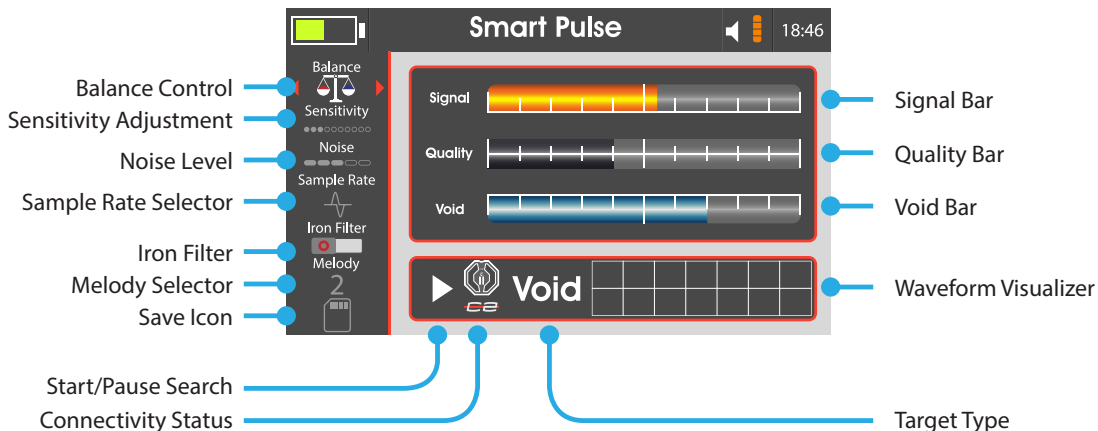 Smart Pulse
18:46
Balance
Sensitivity
Noise
Sample Rate
Iron Filter
Melody
2
Signal
Quality
Void
Void
Balance Control
Sensitivity Adjustment
Noise Level
Sample Rate Selector
Iron Filter
Melody Selector
Save Icon
Start/Pause Search
Connectivity Status
Signal Bar
Quality Bar
Void Bar
Waveform Visualizer
Target Type